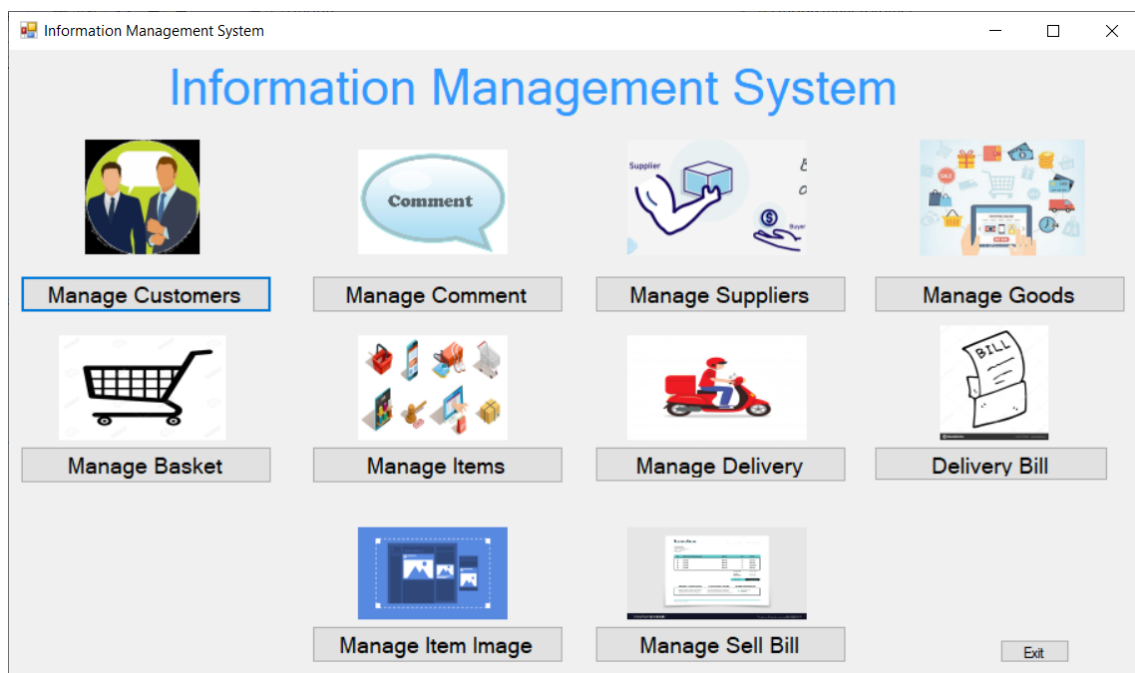 Information Management System
Information Management System
Comment
Supplier
Buyer
Manage Customers
Manage Comment
Manage Suppliers
Manage Goods
BILL
Manage Basket
Manage Items
Manage Delivery
Delivery Bill
Manage Item Image
Manage Sell Bill
Exit